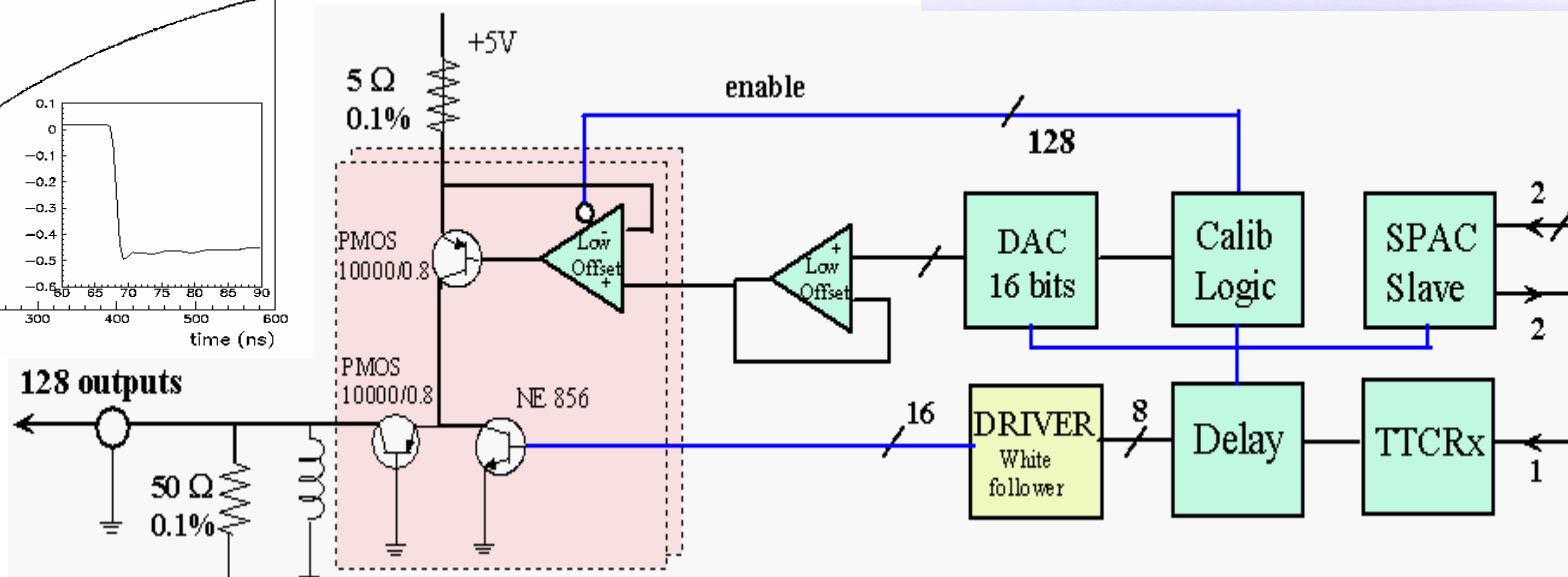 +5V
5 Ω
0.1%
enable
128
0.1
0
−0.1
−0.2
−0.3
−0.4
−0.5
−0.6
60 65 70 75 80 85 90
300 400 500 600
time (ns)
PMOS
10000/0.8
Low
Offset
-
+
+
Low
Offset
DAC
16 bits
Calib
Logic
SPAC
Slave
2
2
128 outputs
PMOS
10000/0.8
NE 856
16
DRIVER
White
follower
8
Delay
TTCRx
1
50 Ω
0.1%